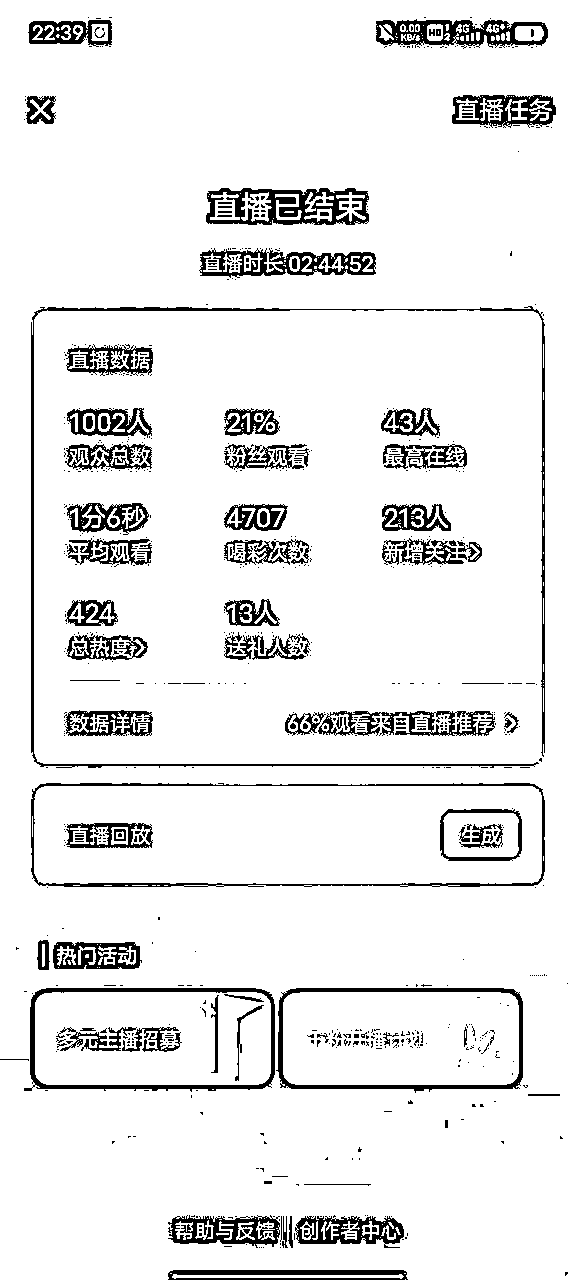 22:39 0.00 KB/s HD 4G 4G+
直播任务
直播已结束
直播时长 02:44:52
直播数据
1002人 21% 43人
观众总数 粉丝观看 最高在线
1分6秒 4707 213人
平均观看 喝彩次数 新增关注>
424 13人
总热度> 送礼人数
数据详情 66%观看来自直播推荐 >
直播回放 生成
热门活动
多元主播招募
帮助与反馈 | 创作者中心